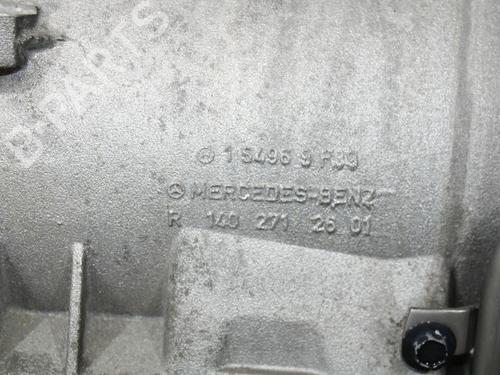 B-PARTS
1 5496 9 F33
MERCEDES-BENZ
R 140 271 26 01